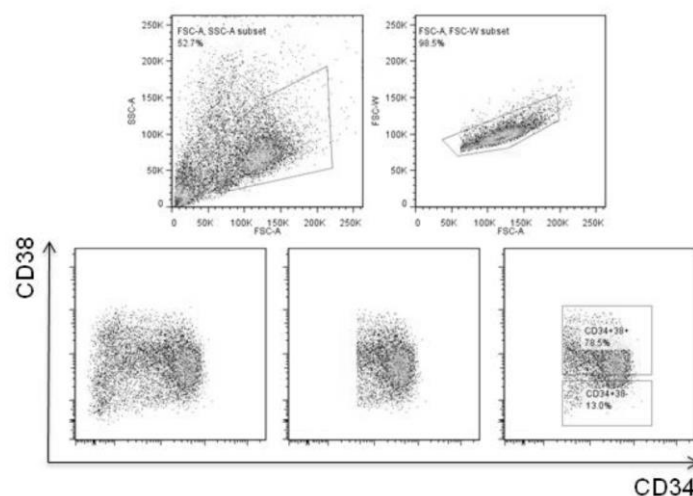 FSC-A, SSC-A subset
52.7%
250K
200K
150K
100K
50K
0
SSC-A
0 50K 100K 150K 200K 250K
FSC-A
FSC-A, FSC-W subset
98.5%
250K
200K
150K
100K
50K
0
FSC-W
0 50K 100K 150K 200K 250K
FSC-A
CD38
CD34+38+
78.5%
CD34+38-
13.0%
CD34